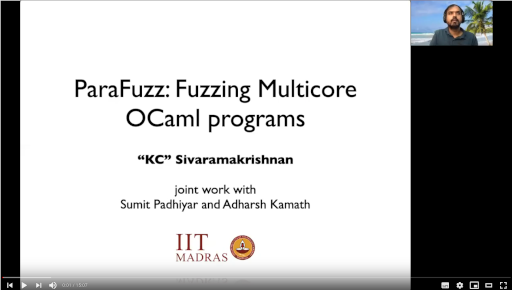 ParaFuzz: Fuzzing Multicore
OCaml programs
“KC” Sivaramakrishnan
joint work with
Sumit Padhiyar and Adharsh Kamath
IIT
MADRAS